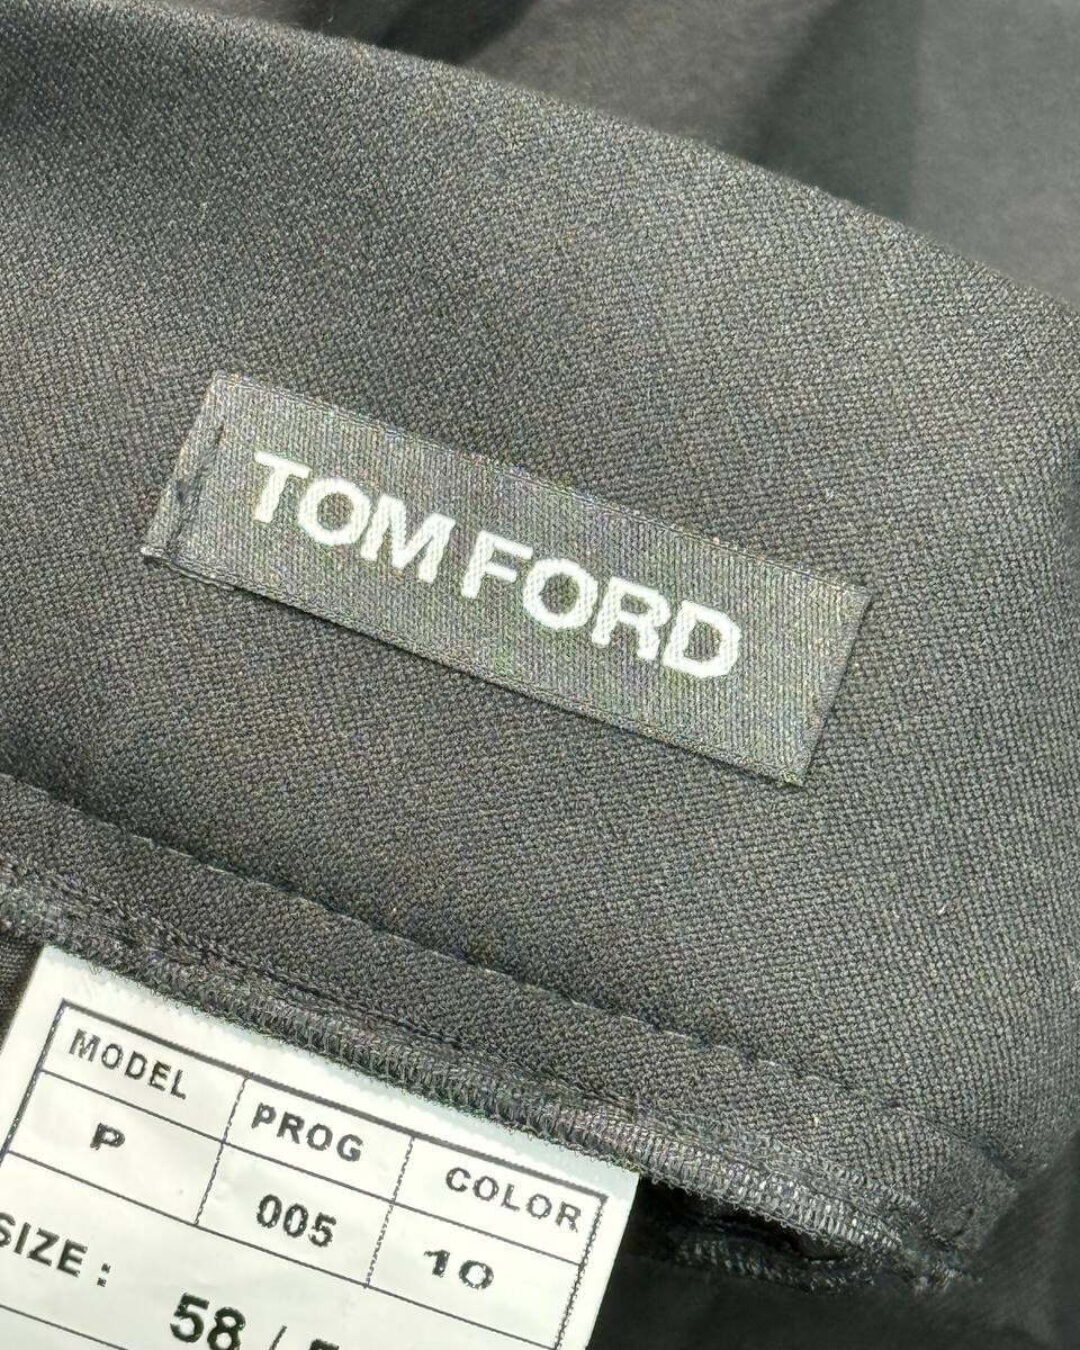 TOM FORD
MODEL PROG COLOR
P 005 10
SIZE:
58 /